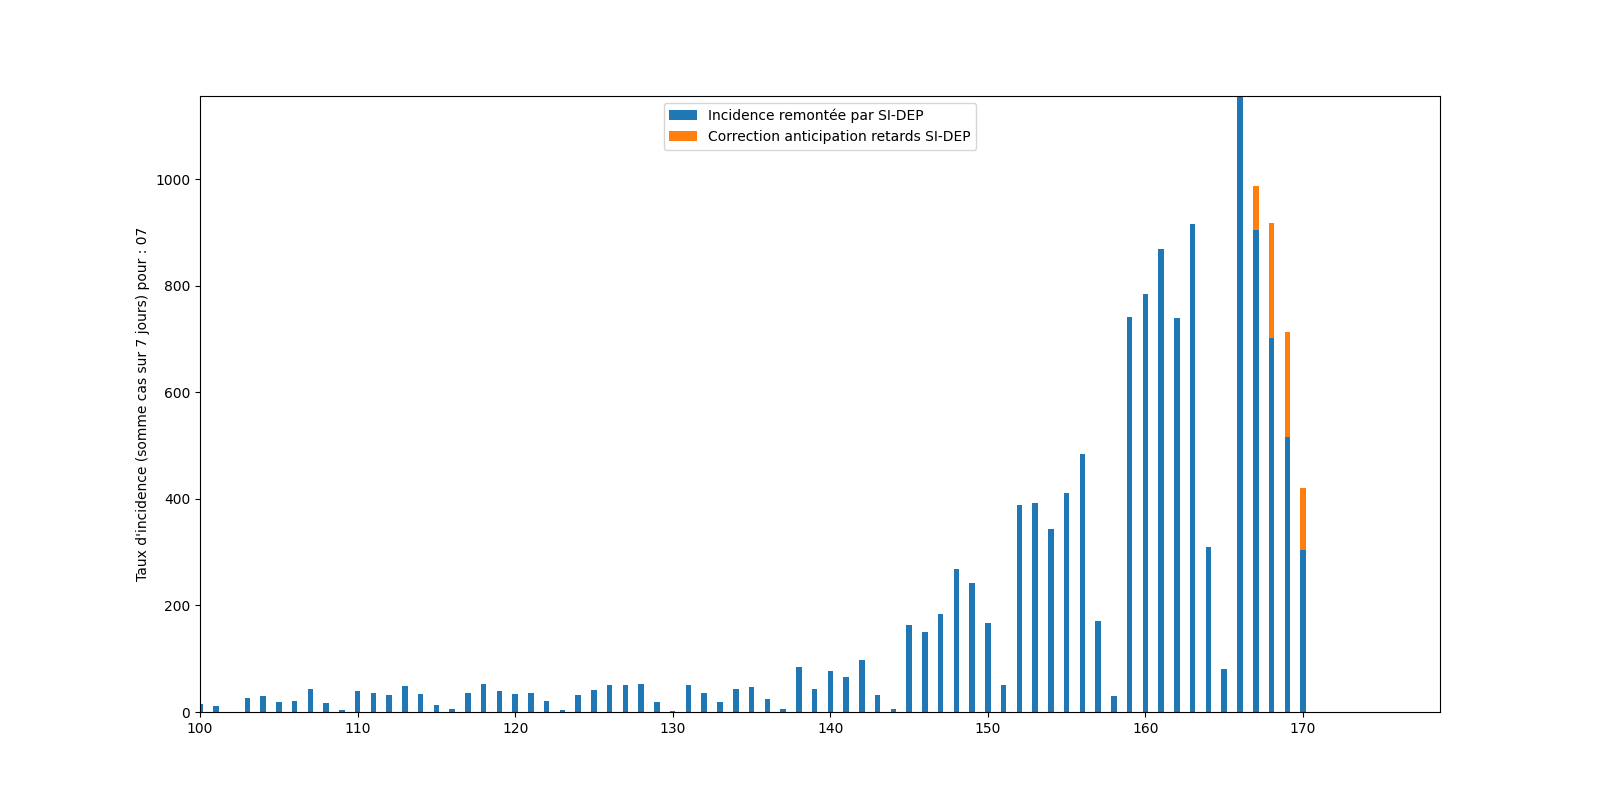 Incidence remontée par SI-DEP
Correction anticipation retards SI-DEP
Taux d'incidence (somme cas sur 7 jours) pour : 07
1000
800
600
400
200
0
100 110 120 130 140 150 160 170